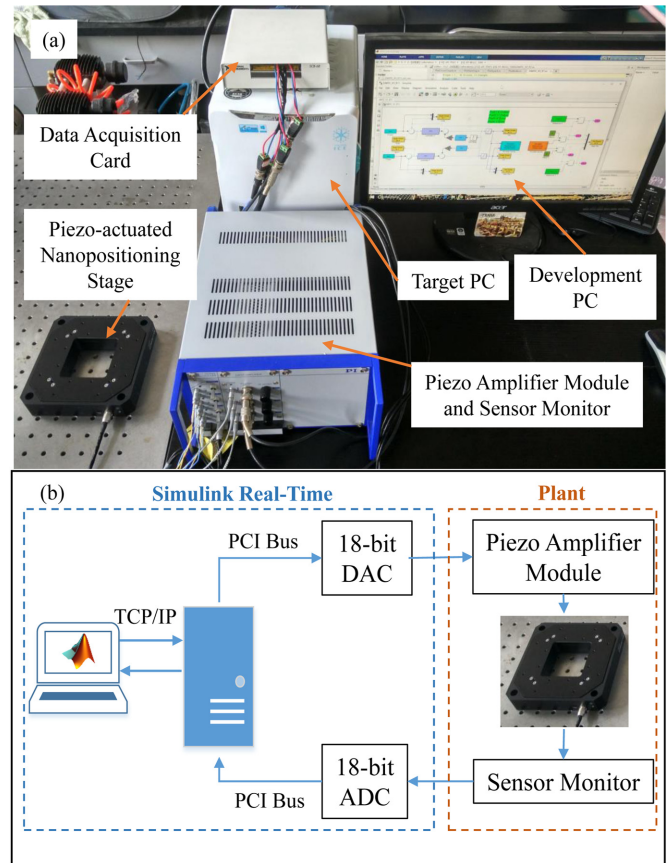 (a)
Data Acquisition
Card
Piezo-actuated
Nanopositioning
Stage
Target PC
Development
PC
Piezo Amplifier Module
and Sensor Monitor
PI
acer
(b)
Simulink Real-Time
Plant
PCI Bus
18-bit
DAC
Piezo Amplifier
Module
TCP/IP
PCI Bus
18-bit
ADC
Sensor Monitor